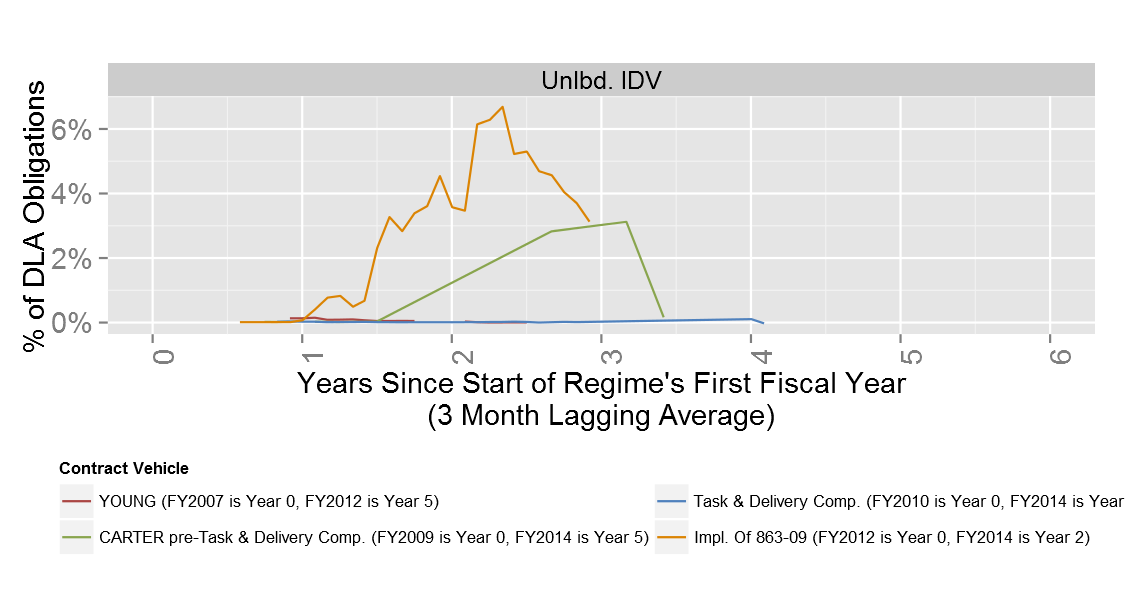 Unlbd. IDV
% of DLA Obligations
6%
4%
2%
0%
0 1 2 3 4 5 6
Years Since Start of Regime's First Fiscal Year
(3 Month Lagging Average)
Contract Vehicle
YOUNG (FY2007 is Year 0, FY2012 is Year 5)
Task & Delivery Comp. (FY2010 is Year 0, FY2014 is Year
CARTER pre-Task & Delivery Comp. (FY2009 is Year 0, FY2014 is Year 5)
Impl. Of 863-09 (FY2012 is Year 0, FY2014 is Year 2)